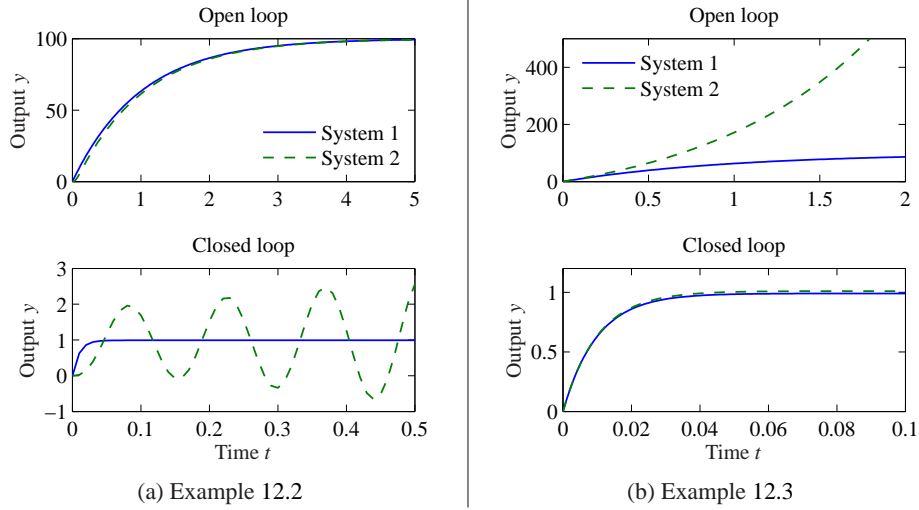 Open loop
Output y
100
50
0
0 1 2 3 4 5
System 1
System 2
Closed loop
Output y
3
2
1
0
−1
0 0.1 0.2 0.3 0.4 0.5
Time t
(a) Example 12.2
Open loop
Output y
400
200
0
0 0.5 1 1.5 2
System 1
System 2
Closed loop
Output y
1
0.5
0
0 0.02 0.04 0.06 0.08 0.1
Time t
(b) Example 12.3